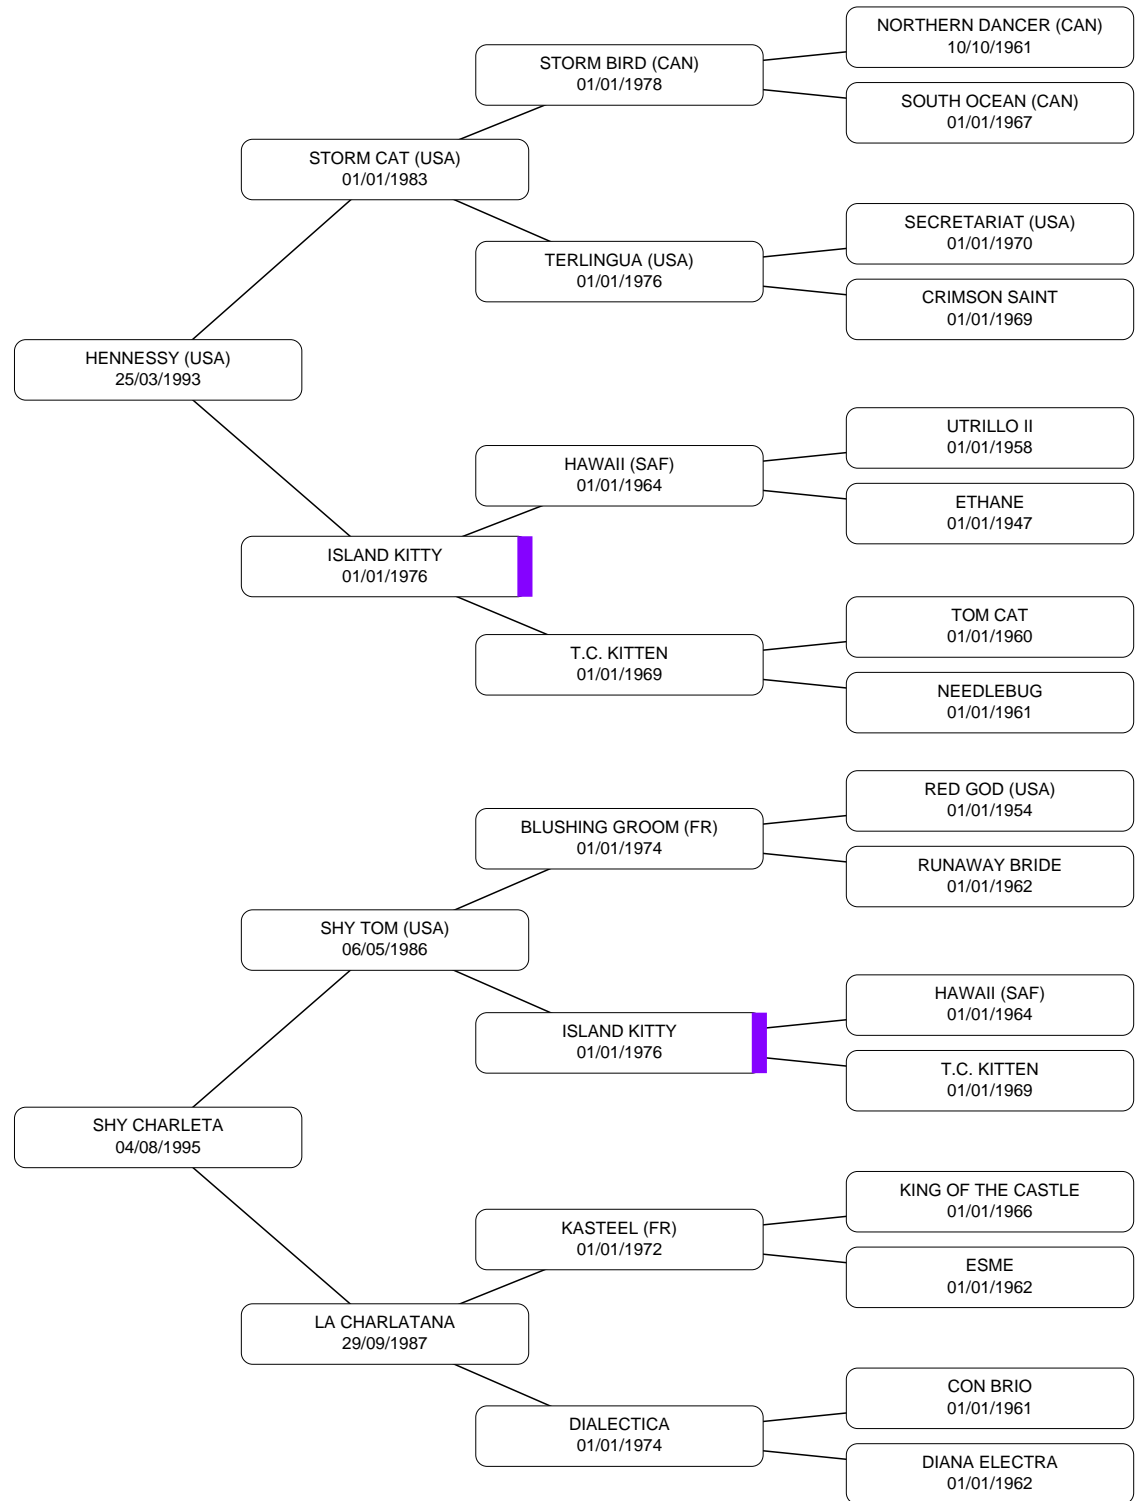 NORTHERN DANCER (CAN)
10/10/1961
STORM BIRD (CAN)
01/01/1978
SOUTH OCEAN (CAN)
01/01/1967
STORM CAT (USA)
01/01/1983
SECRETARIAT (USA)
01/01/1970
TERLINGUA (USA)
01/01/1976
CRIMSON SAINT
01/01/1969
HENNESSY (USA)
25/03/1993
UTRILLO II
01/01/1958
HAWAII (SAF)
01/01/1964
ETHANE
01/01/1947
ISLAND KITTY
01/01/1976
TOM CAT
01/01/1960
T.C. KITTEN
01/01/1969
NEEDLEBUG
01/01/1961
RED GOD (USA)
01/01/1954
BLUSHING GROOM (FR)
01/01/1974
RUNAWAY BRIDE
01/01/1962
SHY TOM (USA)
06/05/1986
HAWAII (SAF)
01/01/1964
ISLAND KITTY
01/01/1976
T.C. KITTEN
01/01/1969
SHY CHARLETA
04/08/1995
KING OF THE CASTLE
01/01/1966
KASTEEL (FR)
01/01/1972
ESME
01/01/1962
LA CHARLATANA
29/09/1987
CON BRIO
01/01/1961
DIALECTICA
01/01/1974
DIANA ELECTRA
01/01/1962